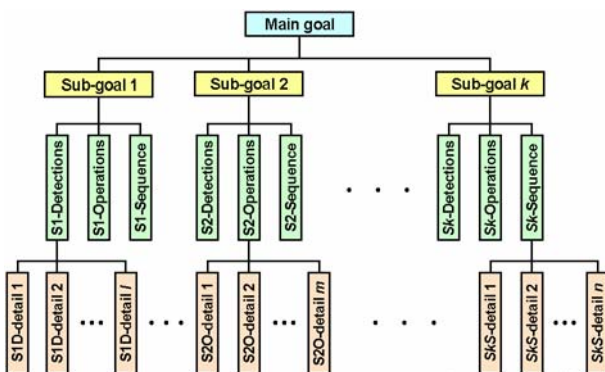 Main goal
Sub-goal 1
Sub-goal 2
Sub-goal k
S1-Detections
S1-Operations
S1-Sequence
S2-Detections
S2-Operations
S2-Sequence
. . .
Sk-Detections
Sk-Operations
Sk-Sequence
S1D-detail 1
S1D-detail 2
...
S1D-detail l
. . .
S2O-detail 1
S2O-detail 2
...
S2O-detail m
. . .
SkS-detail 1
SkS-detail 2
...
SkS-detail n